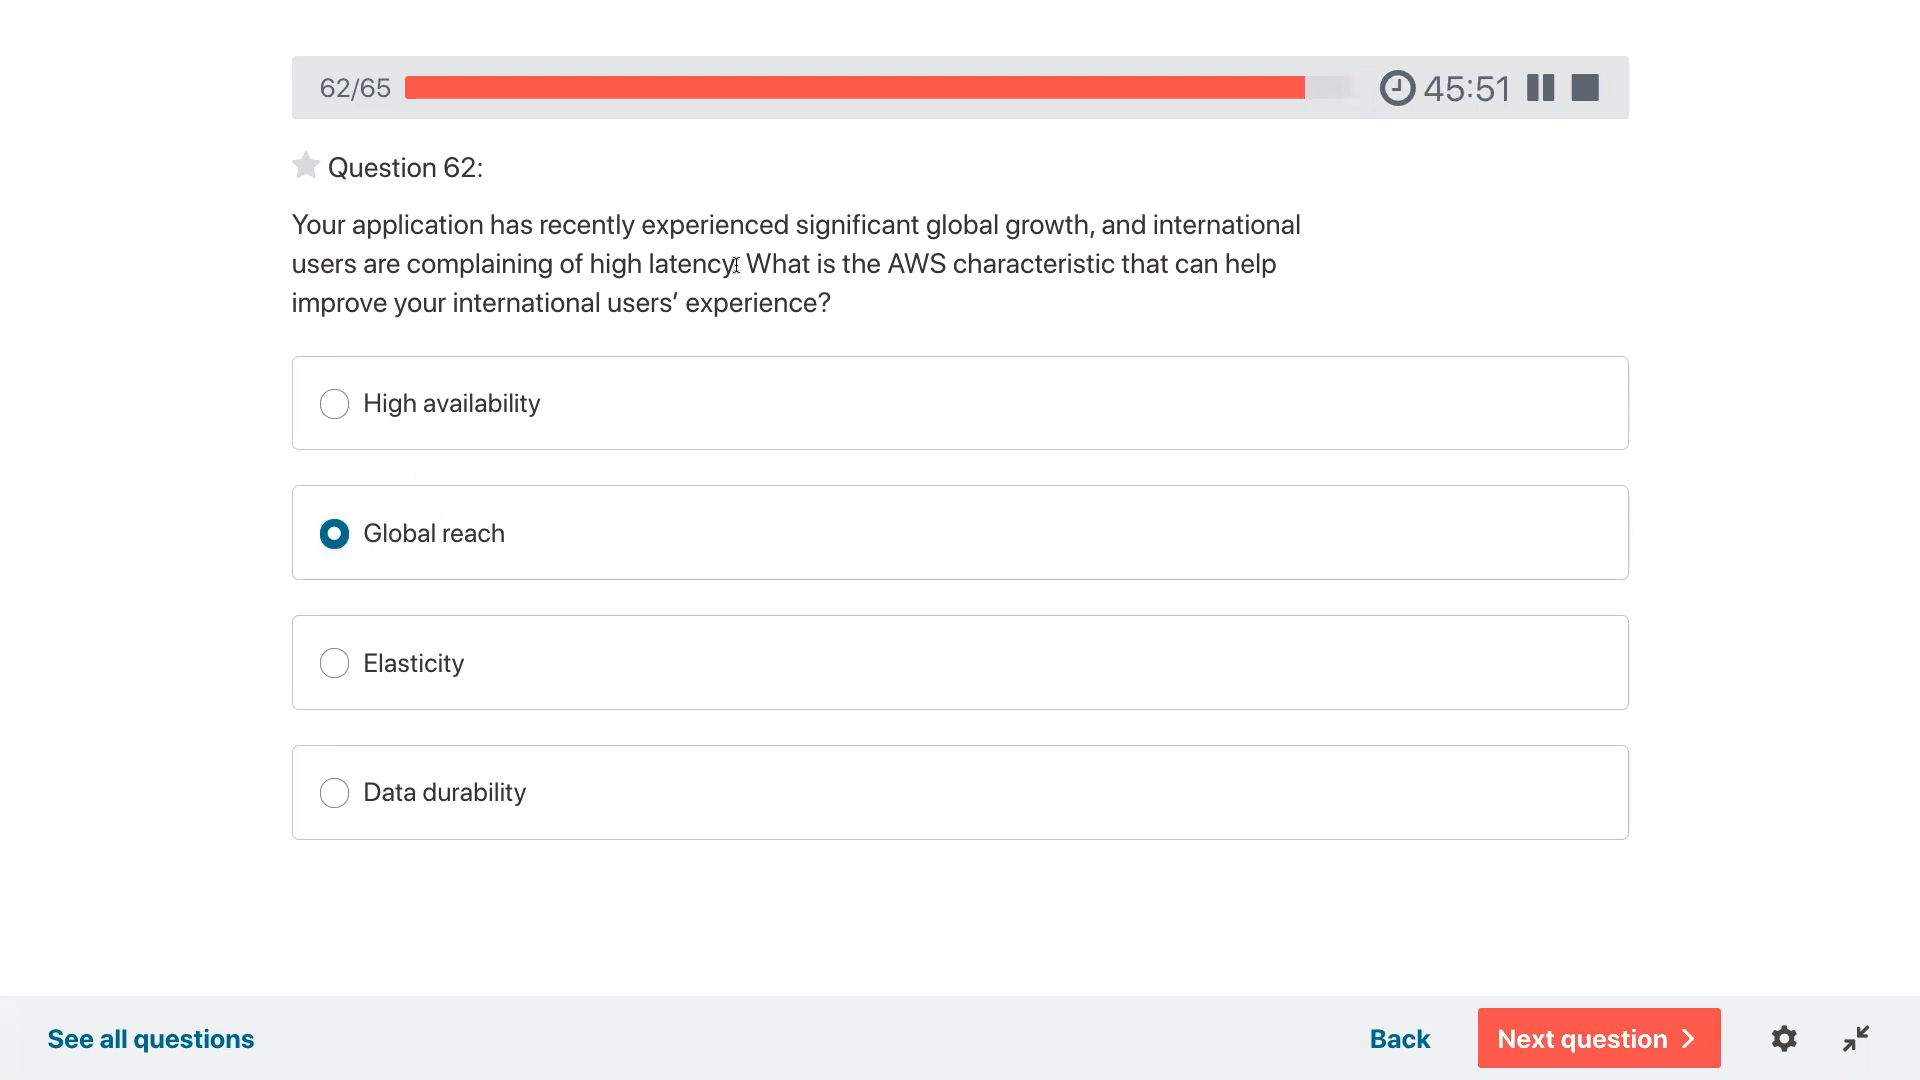 62/65
45:51
Question 62:
Your application has recently experienced significant global growth, and international
users are complaining of high latency. What is the AWS characteristic that can help
improve your international users’ experience?
High availability
Global reach
Elasticity
Data durability
See all questions
Back
Next question